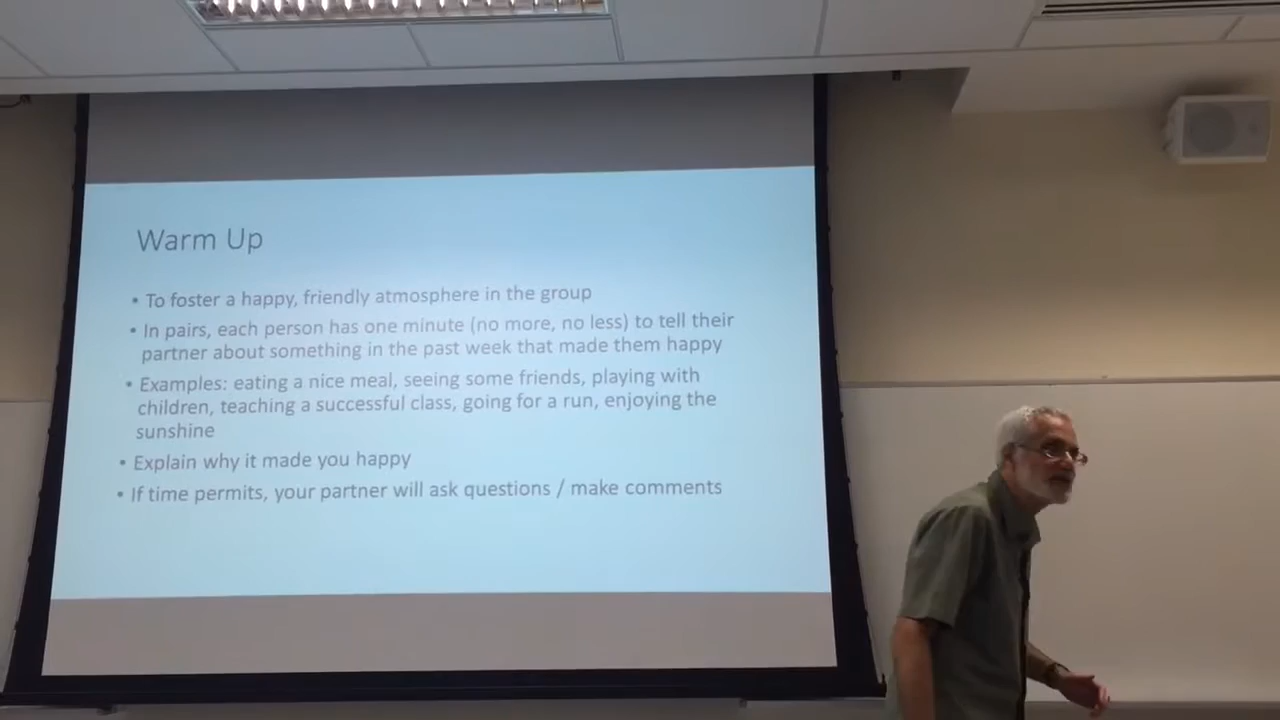 Warm Up
• To foster a happy, friendly atmosphere in the group
• In pairs, each person has one minute (no more, no less) to tell their
partner about something in the past week that made them happy
• Examples: eating a nice meal, seeing some friends, playing with
children, teaching a successful class, going for a run, enjoying the
sunshine
• Explain why it made you happy
• If time permits, your partner will ask questions / make comments